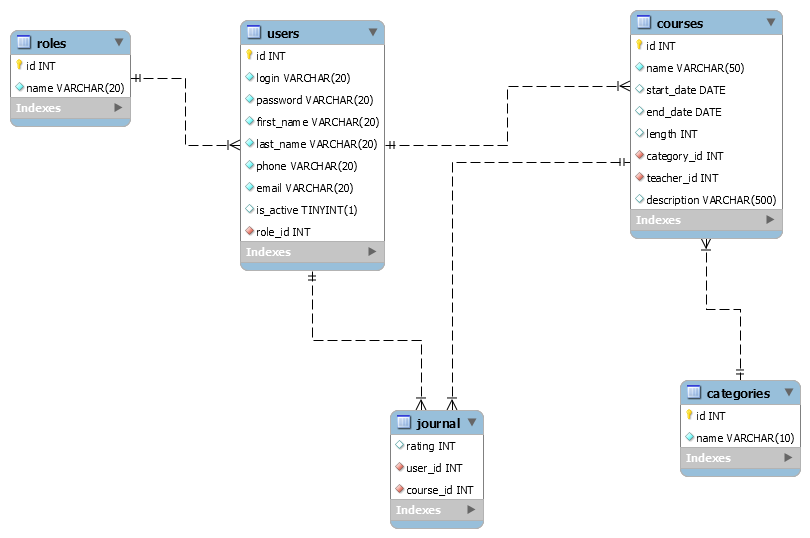 roles
id INT
name VARCHAR(20)
Indexes
users
id INT
login VARCHAR(20)
password VARCHAR(20)
first_name VARCHAR(20)
last_name VARCHAR(20)
phone VARCHAR(20)
email VARCHAR(20)
is_active TINYINT(1)
role_id INT
Indexes
courses
id INT
name VARCHAR(50)
start_date DATE
end_date DATE
length INT
category_id INT
teacher_id INT
description VARCHAR(500)
Indexes
journal
rating INT
user_id INT
course_id INT
Indexes
categories
id INT
name VARCHAR(10)
Indexes